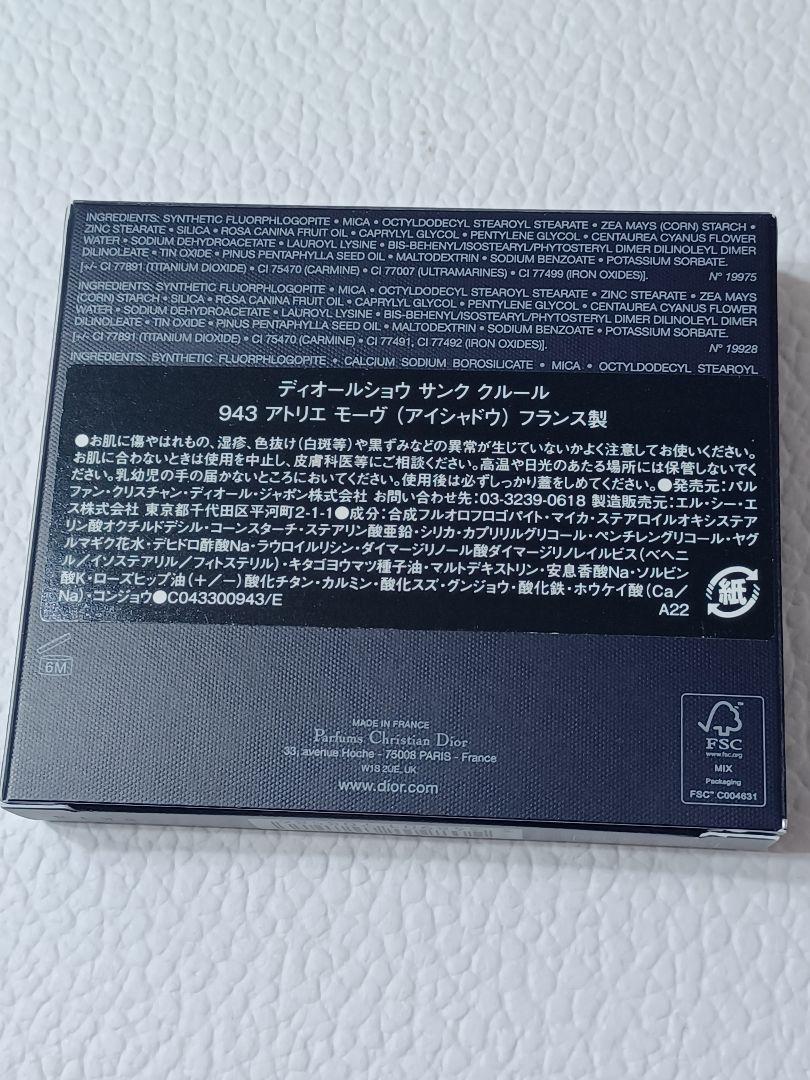 INGREDIENTS: SYNTHETIC FLUORPHLOGOPITE • MICA • OCTYLDODECYL STEAROYL STEARATE • ZEA MAYS (CORN) STARCH •
ZINC STEARATE • SILICA • ROSA CANINA FRUIT OIL • CAPRYLYL GLYCOL • PENTYLENE GLYCOL • CENTAUREA CYANUS FLOWER
WATER • SODIUM DEHYDROACETATE • LAUROYL LYSINE • BIS-BEHENYL/ISOSTEARYL/PHYTOSTERYL DIMER DILINOLEYL DIMER
DILINOLEATE • TIN OXIDE • PINUS PENTAPHYLLA SEED OIL • MALTODEXTRIN • SODIUM BENZOATE • POTASSIUM SORBATE.
[+/- CI 77891 (TITANIUM DIOXIDE) • CI 75470 (CARMINE) • CI 77007 (ULTRAMARINES) • CI 77499 (IRON OXIDES)]. N° 19975
INGREDIENTS: SYNTHETIC FLUORPHLOGOPITE • MICA • OCTYLDODECYL STEAROYL STEARATE • ZINC STEARATE • ZEA MAYS
(CORN) STARCH • SILICA • ROSA CANINA FRUIT OIL • CAPRYLYL GLYCOL • PENTYLENE GLYCOL • CENTAUREA CYANUS FLOWER
WATER • SODIUM DEHYDROACETATE • LAUROYL LYSINE • BIS-BEHENYL/ISOSTEARYL/PHYTOSTERYL DIMER DILINOLEYL DIMER
DILINOLEATE • TIN OXIDE • PINUS PENTAPHYLLA SEED OIL • MALTODEXTRIN • SODIUM BENZOATE • POTASSIUM SORBATE.
[+/- CI 77891 (TITANIUM DIOXIDE) • CI 75470 (CARMINE) • CI 77491, CI 77492 (IRON OXIDES)]. N° 19928
INGREDIENTS: SYNTHETIC FLUORPHLOGOPITE • CALCIUM SODIUM BOROSILICATE • MICA • OCTYLDODECYL STEAROYL
ディオールショウ サンク クルール
943 アトリエ モーヴ (アイシャドウ) フランス製
●お肌に傷やはれもの、湿疹、色抜け(白斑等)や黒ずみなどの異常が生じていないかよく注意してお使いください。
お肌に合わないときは使用を中止し、皮膚科医等にご相談ください。高温や日光のあたる場所には保管しないでく
ださい。乳幼児の手の届かないところにおいてください。使用後は必ずしっかり蓋をしめてください。●発売元:パル
ファン・クリスチャン・ディオール・ジャポン株式会社 お問い合わせ先:03-3239-0618 製造販売元:エル・シー・エ
ス株式会社 東京都千代田区平河町2-1-1●成分:合成フルオロフロゴパイト・マイカ・ステアロイルオキシステア
リン酸オクチルドデシル・コーンスターチ・ステアリン酸亜鉛・シリカ・カプリリルグリコール・ペンチレングリコール・ヤグ
ルマギク花水・デヒドロ酢酸Na・ラウロイルリシン・ダイマージリノール酸ダイマージリノレイルビス(ベヘニ
ル/イソステアリル/フィトステリル)・キタゴヨウマツ種子油・マルトデキストリン・安息香酸Na・ソルビン
酸K・ローズヒップ油(+/−)酸化チタン・カルミン・酸化スズ・グンジョウ・酸化鉄・ホウケイ酸(Ca/
Na)・コンジョウ●C043300943/E
A22
紙
6M
MADE IN FRANCE
Parfums Christian Dior
33, avenue Hoche - 75008 PARIS - France
W1S 2UE, UK
www.dior.com
FSC
www.fsc.org
MIX
Packaging
FSC™ C004631